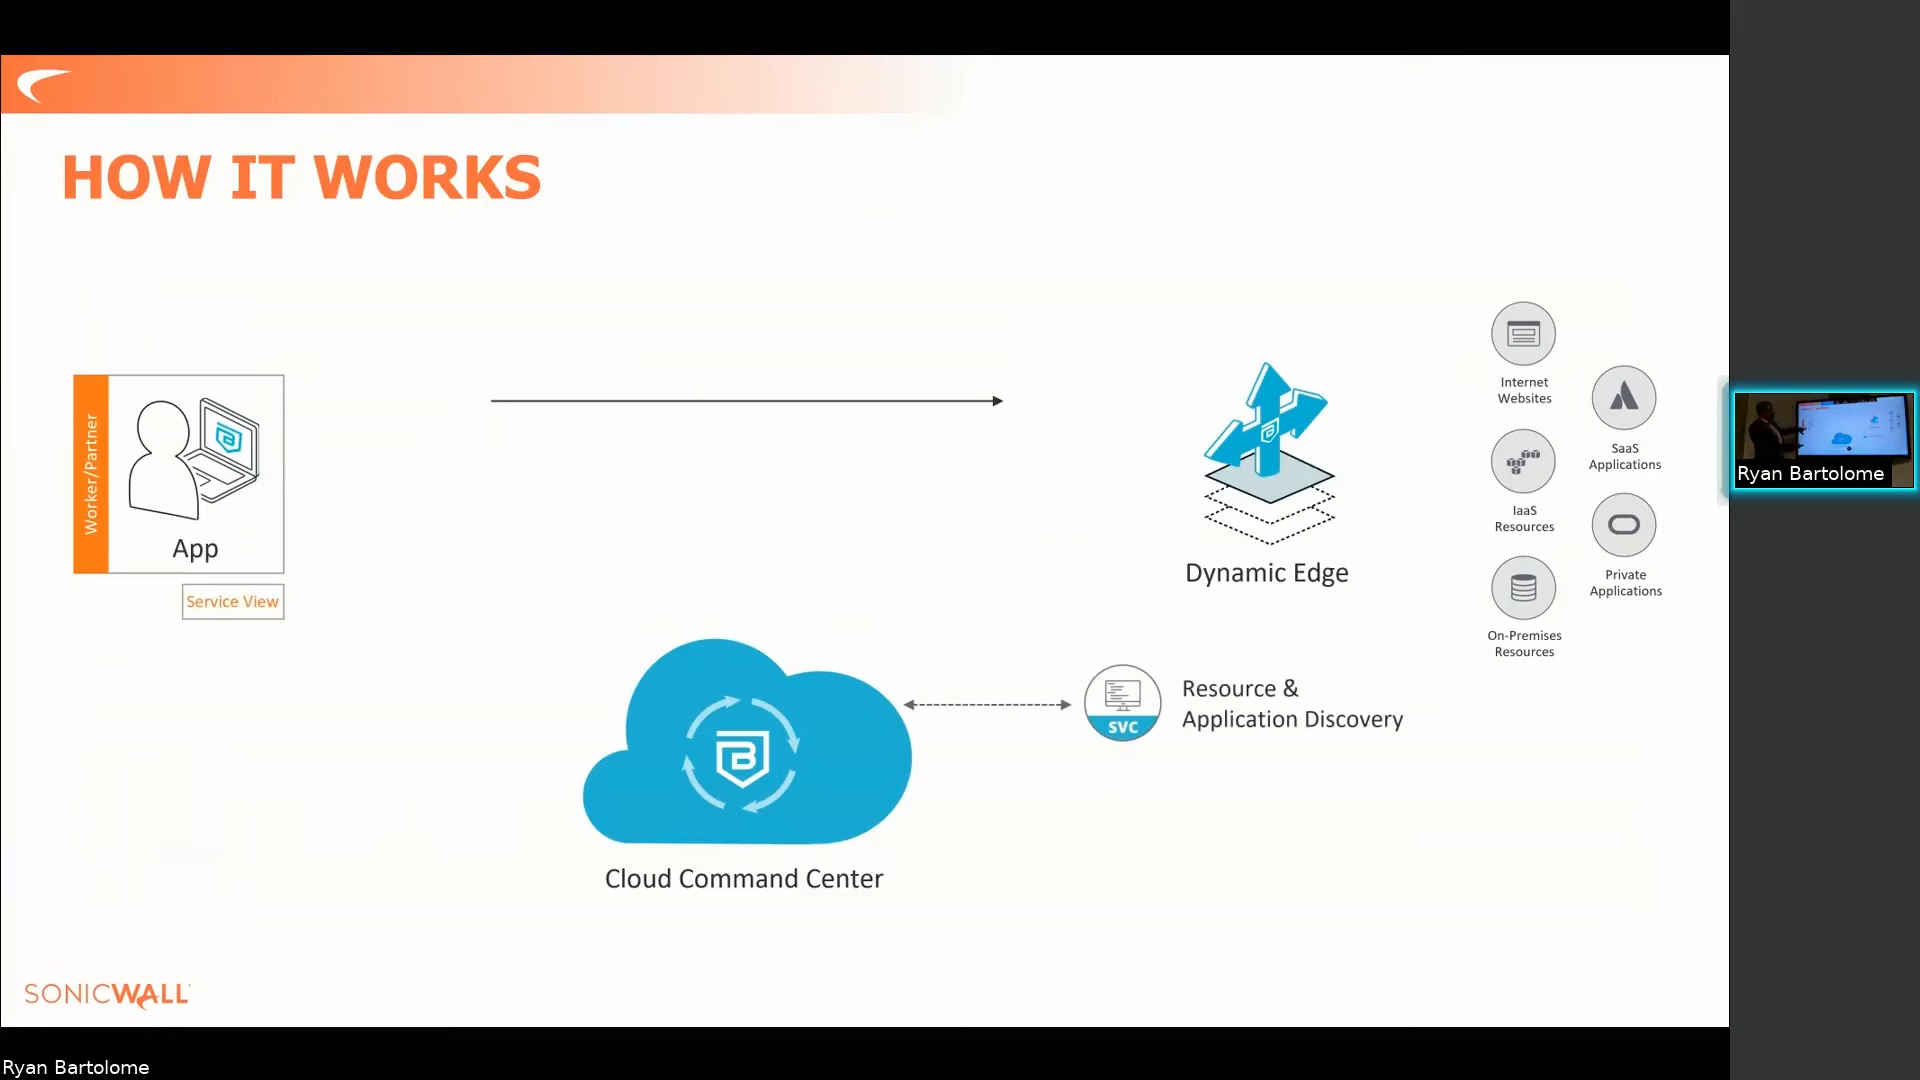 HOW IT WORKS
Worker/Partner
App
Service View
Dynamic Edge
Internet
Websites
SaaS
Applications
IaaS
Resources
Private
Applications
On-Premises
Resources
SVC
Resource &
Application Discovery
Cloud Command Center
SONICWALL
Ryan Bartolome
Ryan Bartolome